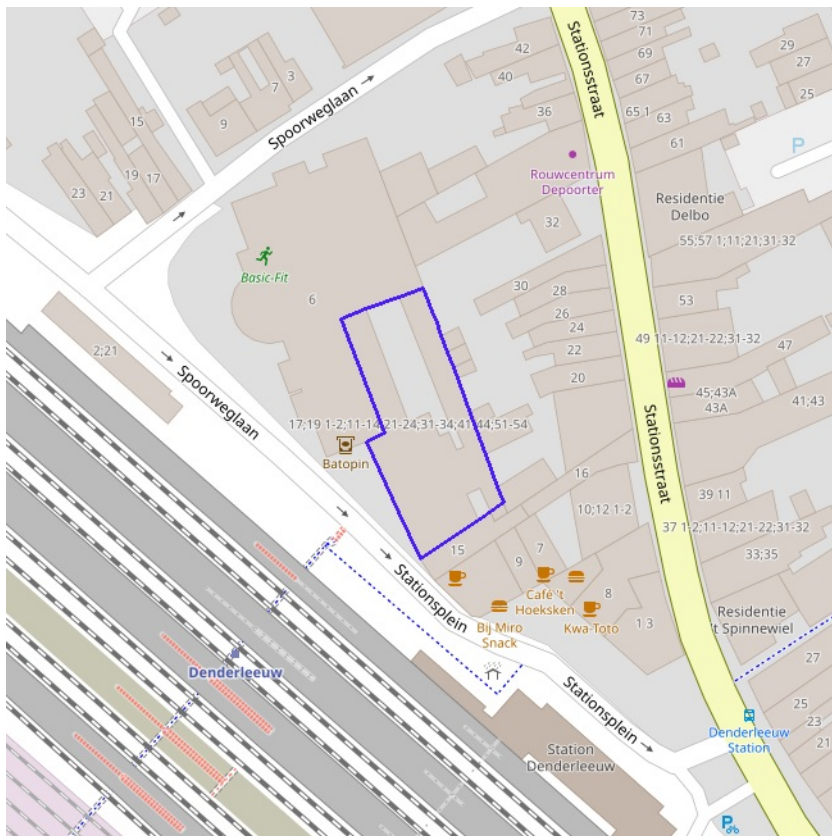 73
71
69
67
65 1
63
61
29
27
25
P
42
40
36
Stationsstraat
3
7
9
15
19
17
23
21
Spoorweglaan
Rouwcentrum
Depoorter
32
Residentie
Delbo
55;57 1;11;21;31-32
Basic-Fit
6
30
28
26
24
22
20
53
49 11-12;21-22;31-32
47
45;43A
43A
41;43
2;21
Spoorweglaan
17;19 1-2;11-14;21-24;31-34;41-44;51-54
Batopin
Stationsstraat
16
10;12 1-2
39 11
37 1-2;11-12;21-22;31-32
33;35
15
9
7
8
1 3
Café 't
Hoeksken
Bij Miro
Snack
Kwa-Toto
Stationsplein
Residentie
't Spinnewiel
27
25
23
21
Denderleeuw
Stationsplein
Station
Denderleeuw
Denderleeuw
Station